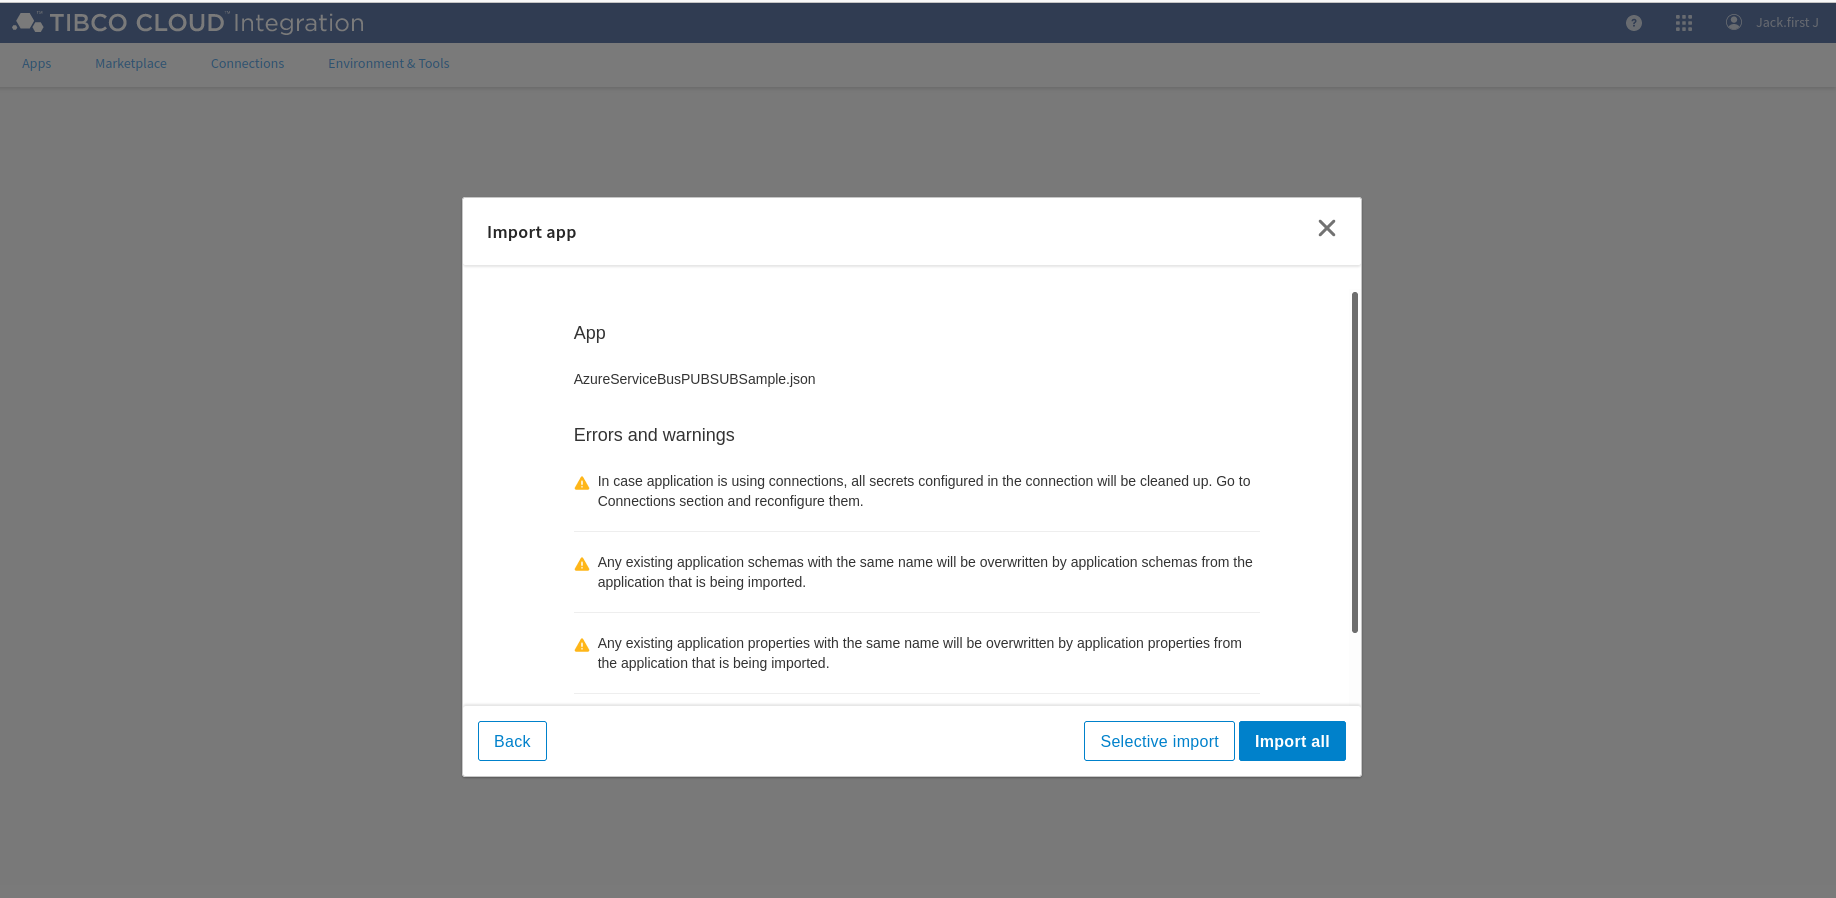 TIBCO CLOUD™ Integration
Jack.first J
Apps Marketplace Connections Environment & Tools
Import app
App
AzureServiceBusPUBSUBSample.json
Errors and warnings
In case application is using connections, all secrets configured in the connection will be cleaned up. Go to
Connections section and reconfigure them.
Any existing application schemas with the same name will be overwritten by application schemas from the
application that is being imported.
Any existing application properties with the same name will be overwritten by application properties from
the application that is being imported.
Back Selective import Import all